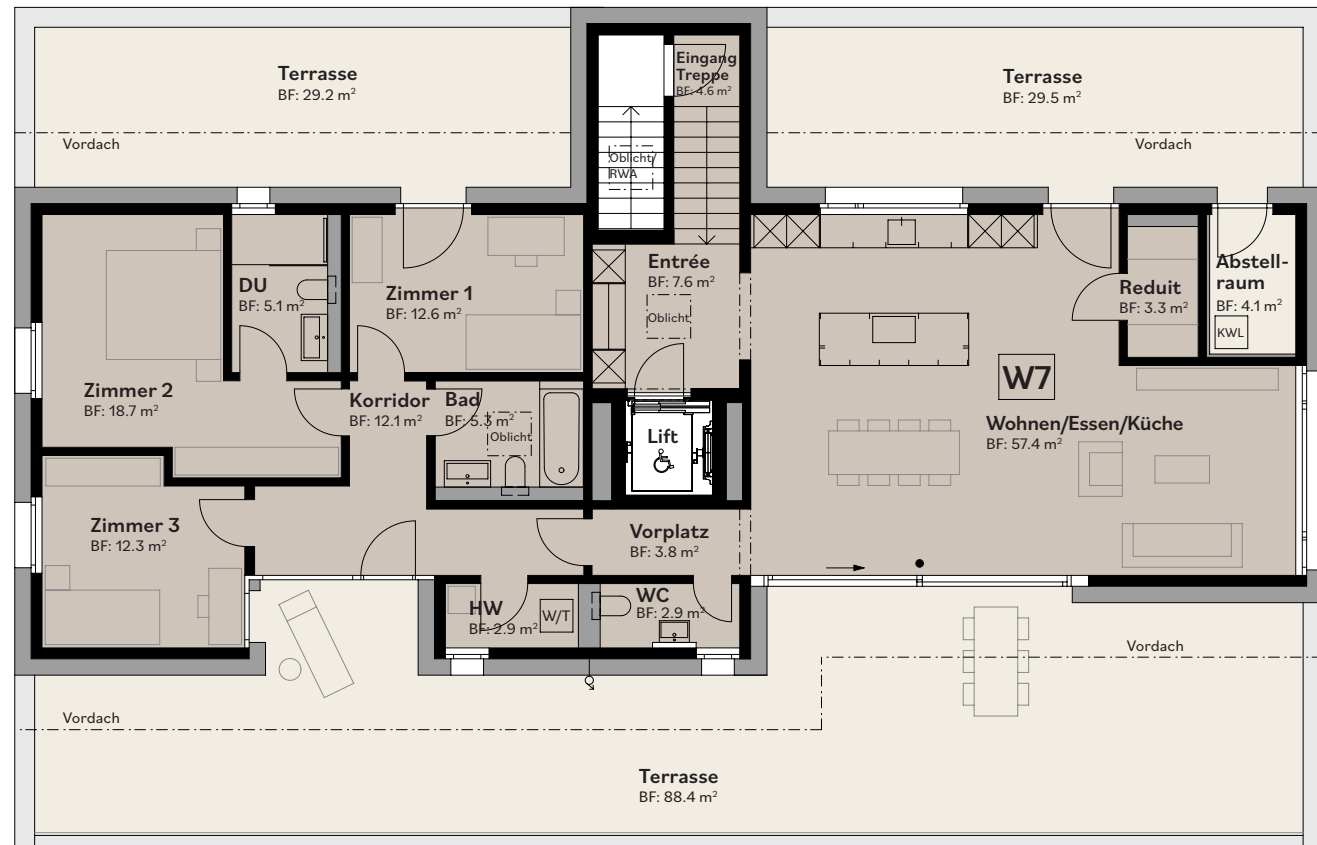 Terrasse
BF: 29.2 m²
Vordach
Eingang
Treppe
BF: 4.6 m²
Oblicht/
RWA
Terrasse
BF: 29.5 m²
Vordach
Zimmer 2
BF: 18.7 m²
DU
BF: 5.1 m²
Zimmer 1
BF: 12.6 m²
Entrée
BF: 7.6 m²
Oblicht
Reduit
BF: 3.3 m²
Abstell-
raum
BF: 4.1 m²
KWL
Korridor
BF: 12.1 m²
Bad
BF: 5.3 m²
Oblicht
Lift
W7
Wohnen/Essen/Küche
BF: 57.4 m²
Zimmer 3
BF: 12.3 m²
Vorplatz
BF: 3.8 m²
HW
BF: 2.9 m²
W/T
WC
BF: 2.9 m²
Vordach
Vordach
Terrasse
BF: 88.4 m²